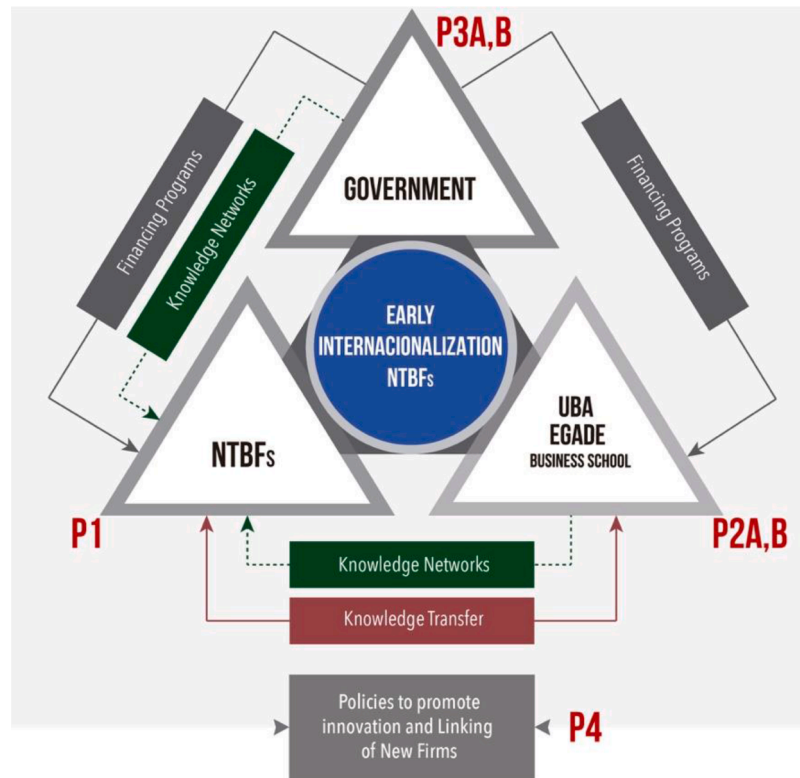 P3A,B
GOVERNMENT
Financing Programs
Knowledge Networks
Financing Programs
EARLY
INTERNACIONALIZATION
NTBFs
NTBFs
UBA
EGADE
BUSINESS SCHOOL
P1
P2A,B
Knowledge Networks
Knowledge Transfer
Policies to promote
innovation and Linking
of New Firms
P4